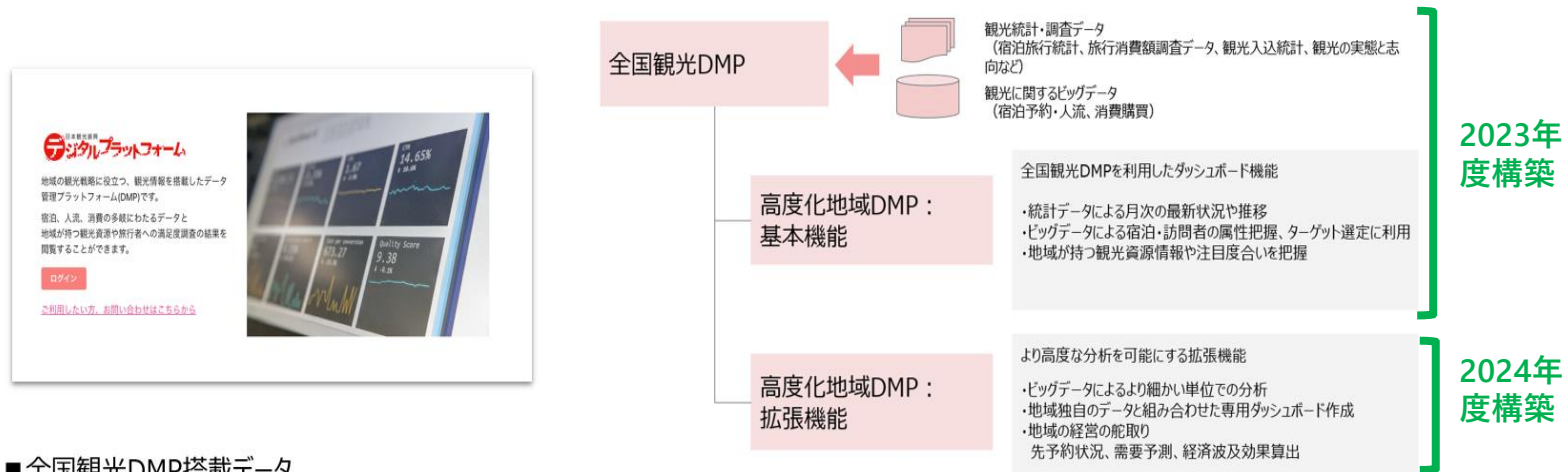 日本観光振興
デジタルプラットフォーム
地域の観光戦略に役立つ、観光情報を搭載したデータ
管理プラットフォーム(DMP)です。
宿泊、人流、消費の多岐にわたるデータと
地域が持つ観光資源や旅行者への満足度調査の結果を
閲覧することができます。
ログイン
ご利用したい方、お問い合わせはこちらから
14.65%
Quality Score
9.38
673.27
全国観光DMP
観光統計・調査データ
（宿泊旅行統計、旅行消費額調査データ、観光入込統計、観光の実態と志
向など）
観光に関するビッグデータ
（宿泊予約・人流、消費購買）
高度化地域DMP：
基本機能
全国観光DMPを利用したダッシュボード機能
・統計データによる月次の最新状況や推移
・ビッグデータによる宿泊・訪問者の属性把握、ターゲット選定に利用
・地域が持つ観光資源情報や注目度合いを把握
2023年
度構築
高度化地域DMP：
拡張機能
より高度な分析を可能にする拡張機能
・ビッグデータによるより細かい単位での分析
・地域独自のデータと組み合わせた専用ダッシュボード作成
・地域の経営の舵取り
先予約状況、需要予測、経済波及効果算出
2024年
度構築
■全国観光DMP搭載データ